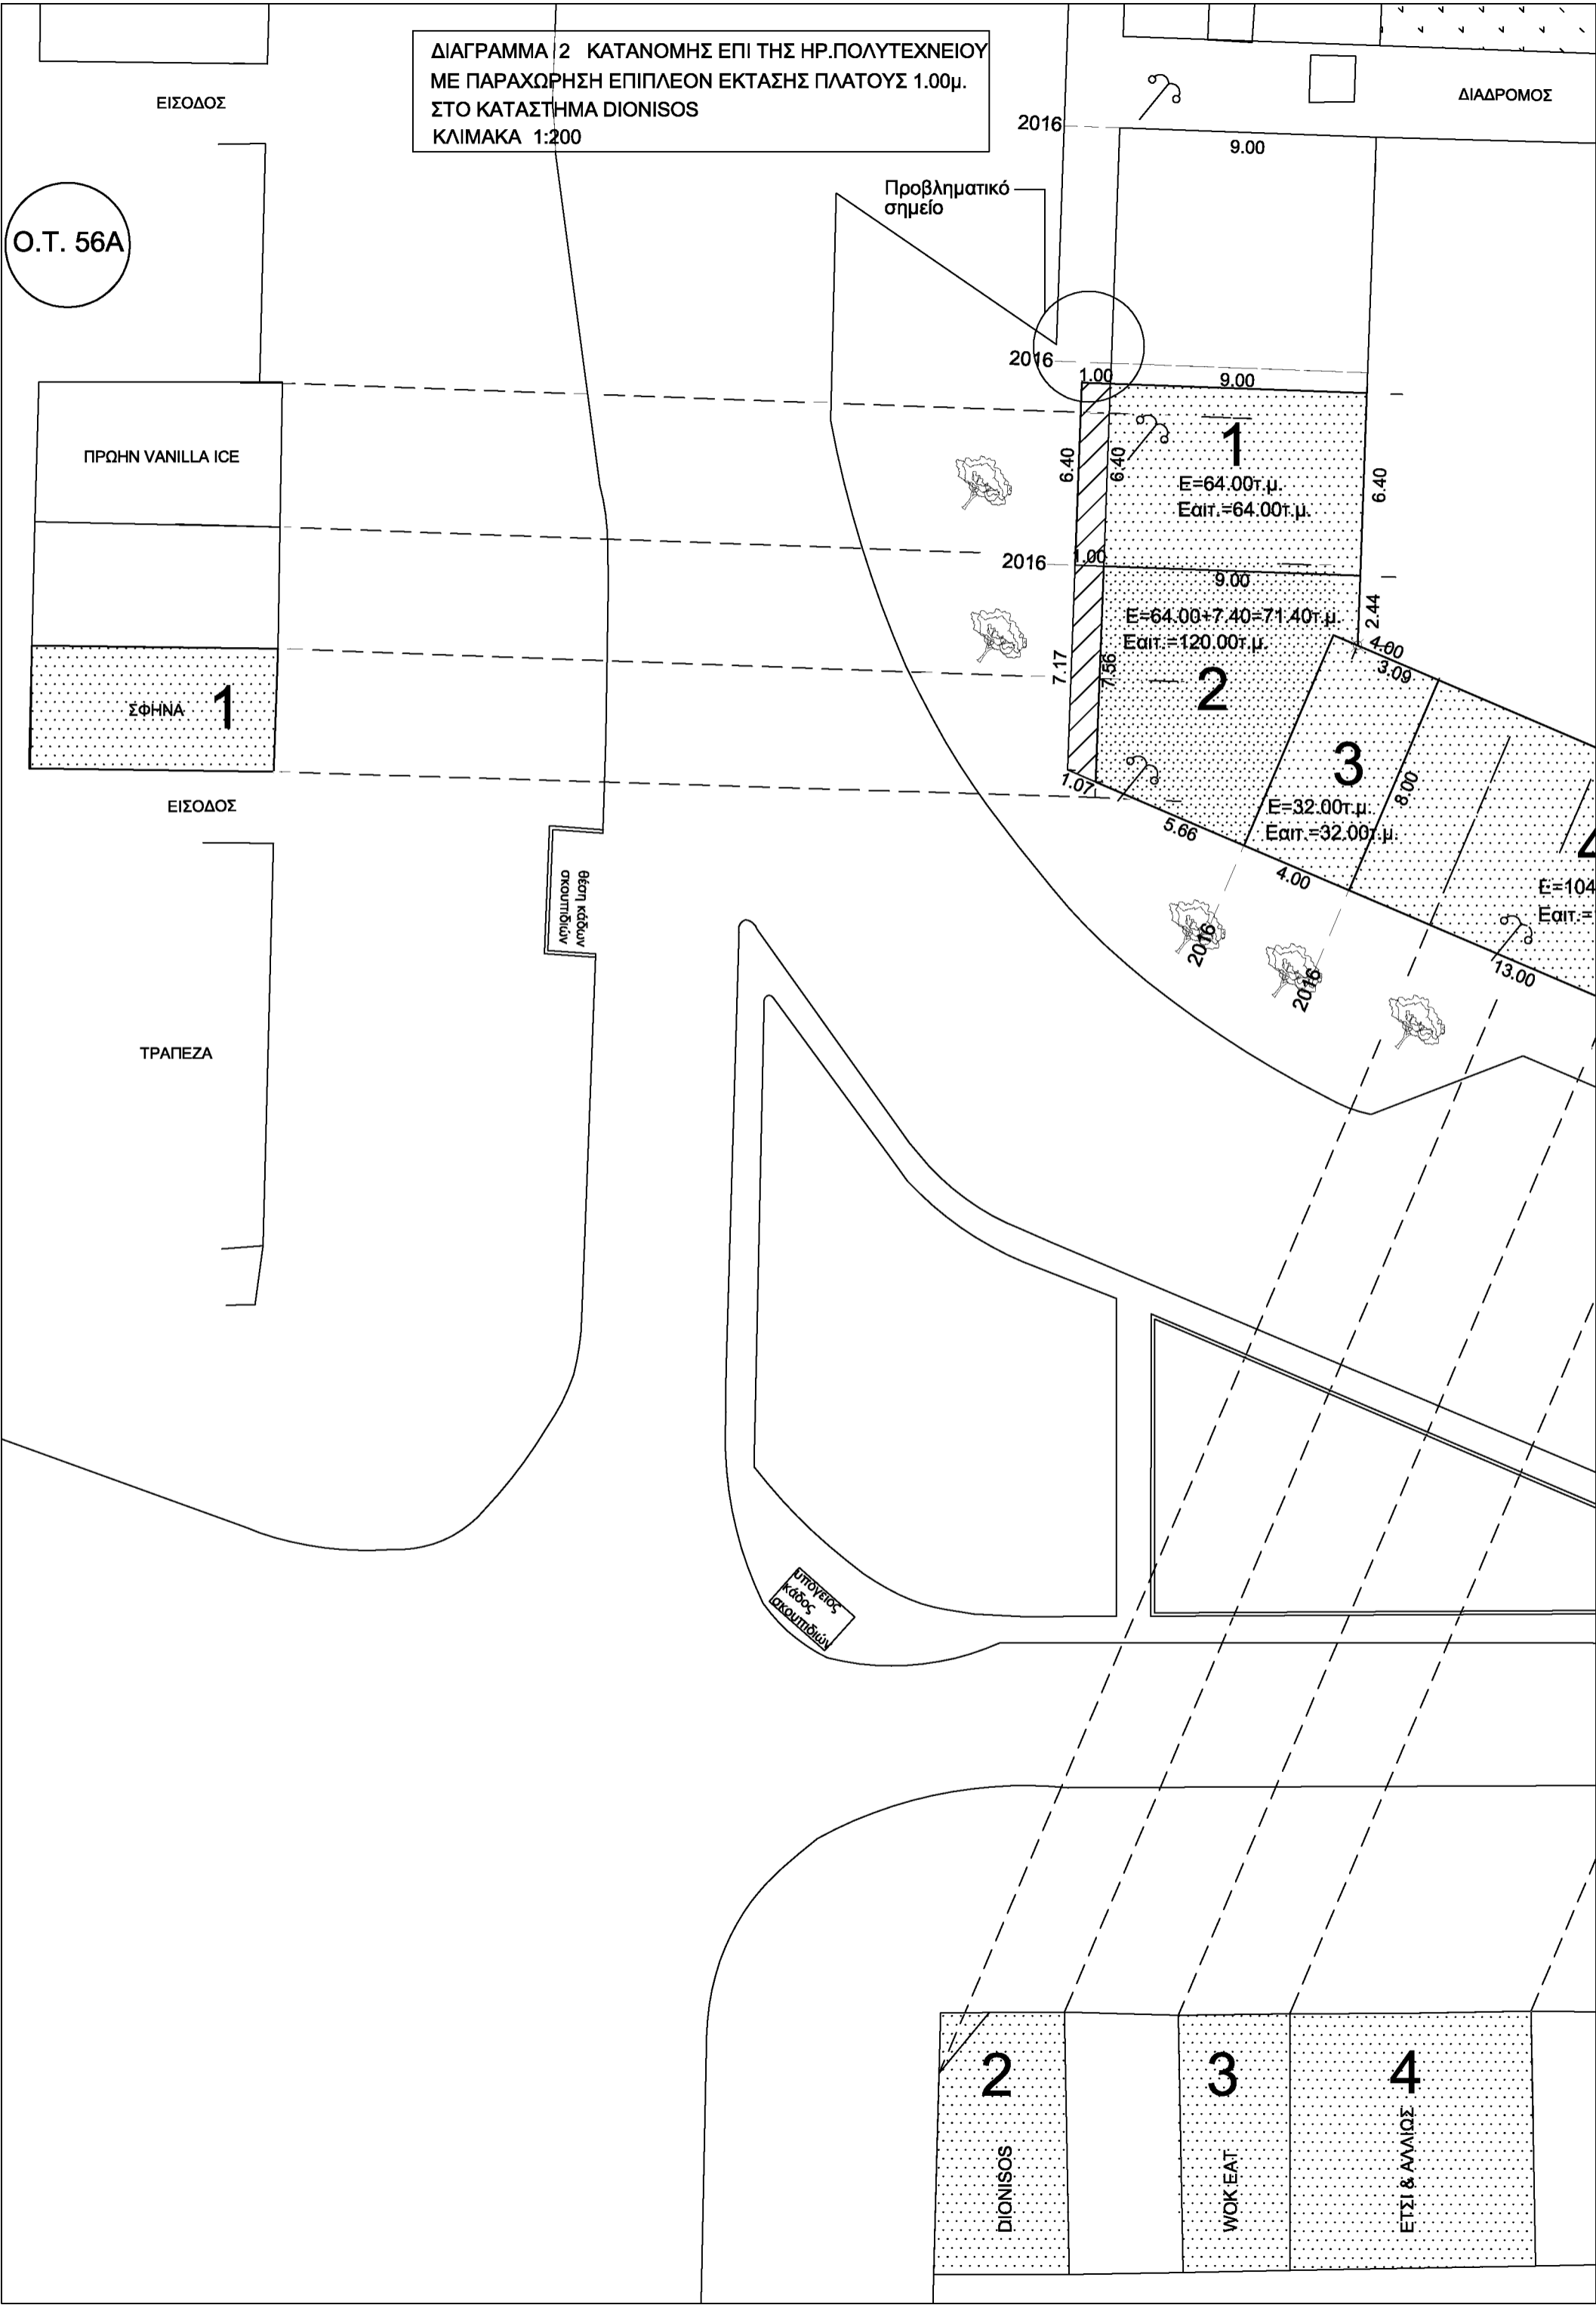 ΔΙΑΓΡΑΜΜΑ 2 ΚΑΤΑΝΟΜΗΣ ΕΠΙ ΤΗΣ ΗΡ.ΠΟΛΥΤΕΧΝΕΙΟΥ
ΜΕ ΠΑΡΑΧΩΡΗΣΗ ΕΠΙΠΛΕΟΝ ΕΚΤΑΣΗΣ ΠΛΑΤΟΥΣ 1.00μ.
ΣΤΟ ΚΑΤΑΣΤΗΜΑ DIONISOS
ΚΛΙΜΑΚΑ 1:200
ΕΙΣΟΔΟΣ
ΔΙΑΔΡΟΜΟΣ
2016
9.00
Προβληματικό
σημείο
Ο.Τ. 56Α
2016
1.00
9.00
ΠΡΩΗΝ VANILLA ICE
1
6.40
6.40
6.40
Ε=64.00τ.μ.
Εαιτ.=64.00τ.μ.
2016
1.00
9.00
Ε=64.00+7.40=71.40τ.μ.
Εαιτ.=120.00τ.μ.
2.44
4.00
3.09
7.17
7.56
2
ΣΦΗΝΑ 1
3
8.00
1.07
Ε=32.00τ.μ.
Εαιτ.=32.00τ.μ.
ΕΙΣΟΔΟΣ
5.66
4.00
4
Ε=104
Εαιτ.=
13.00
θέση κάδων
σκουπιδιών
2016
2016
ΤΡΑΠΕΖΑ
υπόγειος
κάδος
σκουπιδιών
2
DIONISOS
3
WOK EAT
4
ΕΤΣΙ & ΑΛΛΙΩΣ